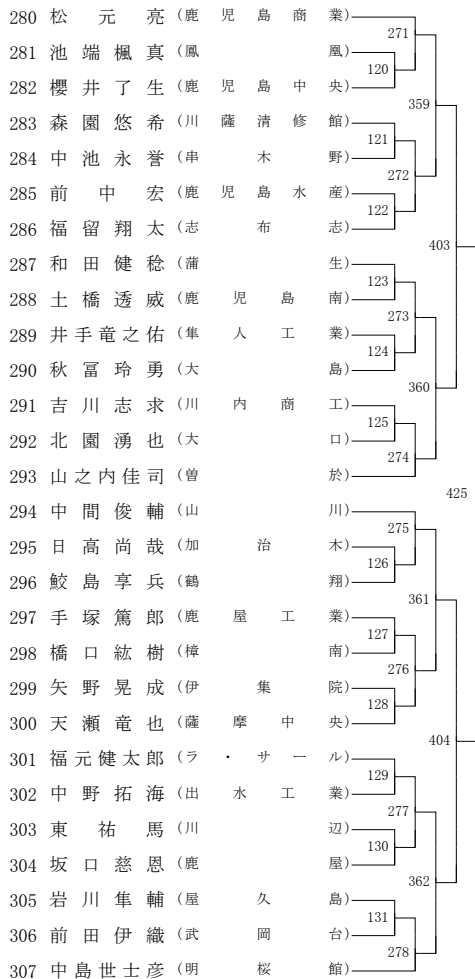 280 松元亮 (鹿児島商業)
281 池端楓真 (鳳凰)
282 櫻井了生 (鹿児島中央)
283 森園悠希 (川薩清修館)
284 中池永誉 (串木野)
285 前中宏 (鹿児島水産)
286 福留翔太 (志布志)
287 和田健稔 (蒲生)
288 土橋透威 (鹿児島南)
289 井手竜之佑 (隼人工業)
290 秋冨玲勇 (大島)
291 吉川志求 (川内商工)
292 北園湧也 (大口)
293 山之内佳司 (曽於)
294 中間俊輔 (山川)
295 日高尚哉 (加治木)
296 鮫島享兵 (鶴翔)
297 手塚篤郎 (鹿屋工業)
298 橋口紘樹 (樟南)
299 矢野晃成 (伊集院)
300 天瀬竜也 (薩摩中央)
301 福元健太郎 (ラ・サール)
302 中野拓海 (出水工業)
303 東祐馬 (川辺)
304 坂口慈恩 (鹿屋)
305 岩川隼輔 (屋久島)
306 前田伊織 (武岡台)
307 中島世士彦 (明桜館)
120
121
122
123
124
125
126
127
128
129
130
131
271
272
273
274
275
276
277
278
359
360
361
362
403
404
425